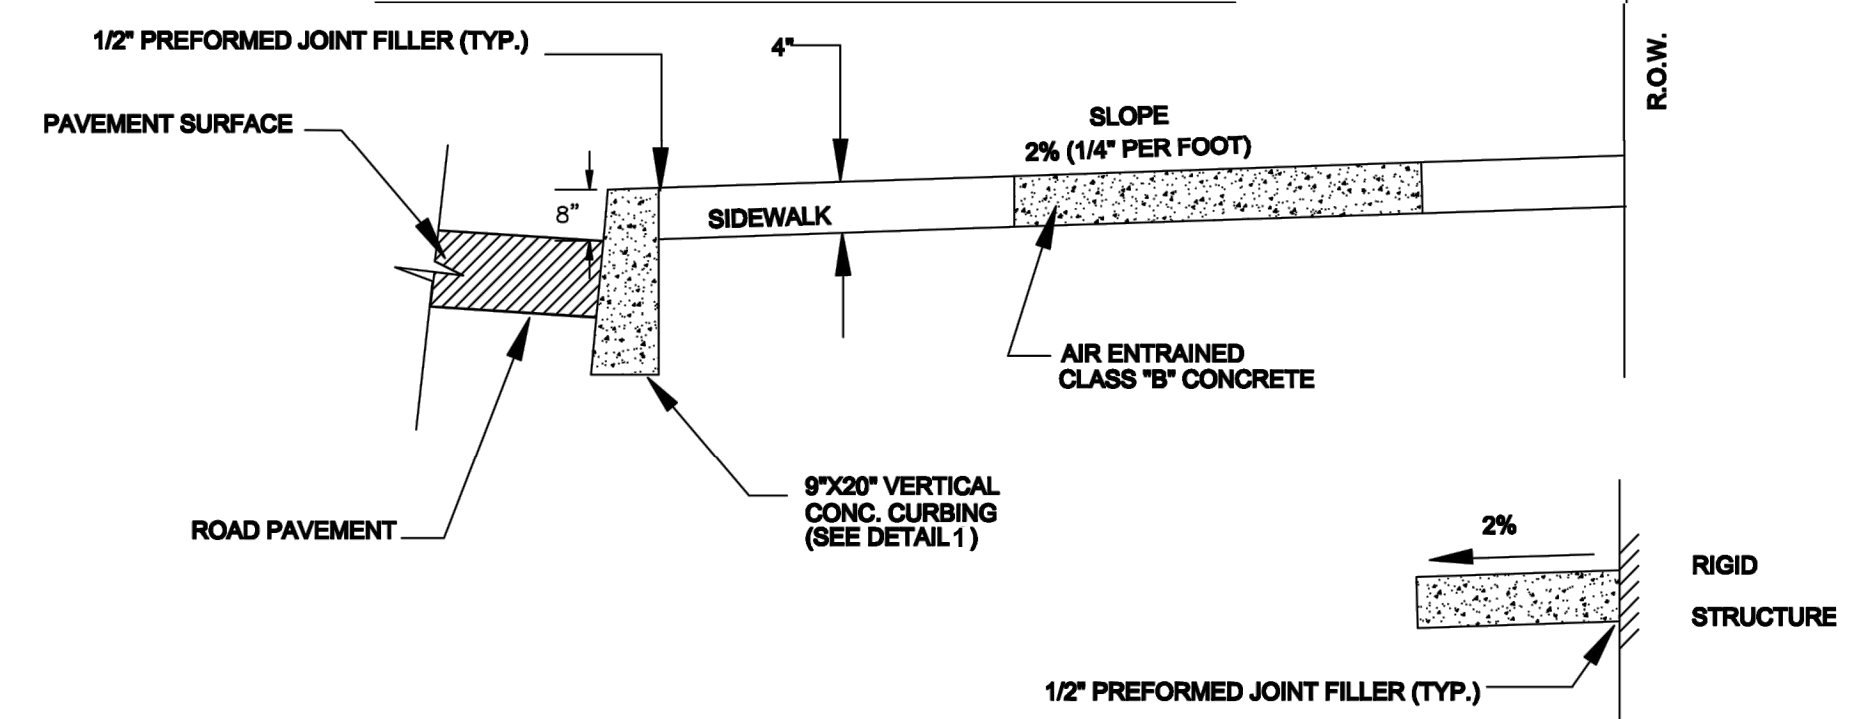 1/2" PREFORMED JOINT FILLER (TYP.)
4"
R.O.W.
PAVEMENT SURFACE
SLOPE
2% (1/4" PER FOOT)
8"
SIDEWALK
AIR ENTRAINED
CLASS "B" CONCRETE
9"X20" VERTICAL
CONC. CURBING
(SEE DETAIL 1)
ROAD PAVEMENT
2%
RIGID
STRUCTURE
1/2" PREFORMED JOINT FILLER (TYP.)